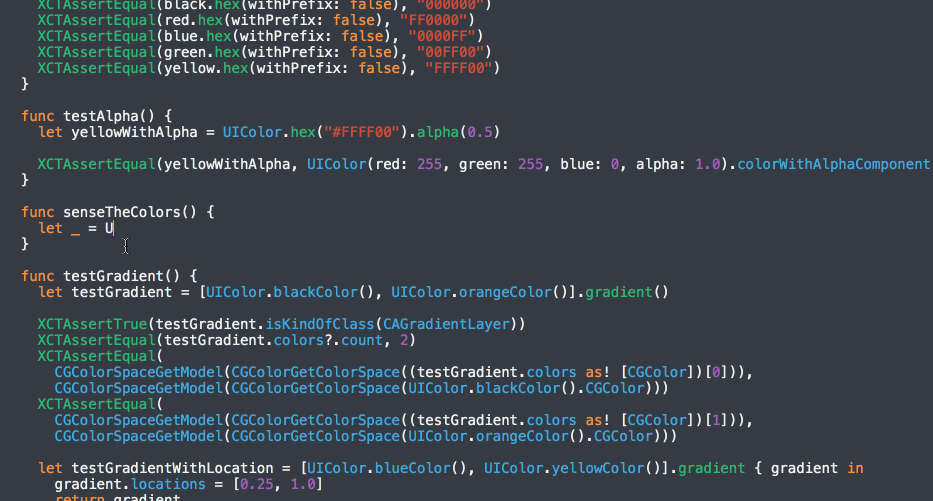 XCTAssertEqual(black.hex(withPrefix: false), "000000")
XCTAssertEqual(red.hex(withPrefix: false), "FF0000")
XCTAssertEqual(blue.hex(withPrefix: false), "0000FF")
XCTAssertEqual(green.hex(withPrefix: false), "00FF00")
XCTAssertEqual(yellow.hex(withPrefix: false), "FFFF00")
}
func testAlpha() {
let yellowWithAlpha = UIColor.hex("#FFFF00").alpha(0.5)
XCTAssertEqual(yellowWithAlpha, UIColor(red: 255, green: 255, blue: 0, alpha: 1.0).colorWithAlphaComponent
}
func senseTheColors() {
let _ = U
}
func testGradient() {
let testGradient = [UIColor.blackColor(), UIColor.orangeColor()].gradient()
XCTAssertTrue(testGradient.isKindOfClass(CAGradientLayer))
XCTAssertEqual(testGradient.colors?.count, 2)
XCTAssertEqual(
CGColorSpaceGetModel(CGColorGetColorSpace((testGradient.colors as! [CGColor])[0])),
CGColorSpaceGetModel(CGColorGetColorSpace(UIColor.blackColor().CGColor)))
XCTAssertEqual(
CGColorSpaceGetModel(CGColorGetColorSpace((testGradient.colors as! [CGColor])[1])),
CGColorSpaceGetModel(CGColorGetColorSpace(UIColor.orangeColor().CGColor)))
let testGradientWithLocation = [UIColor.blueColor(), UIColor.yellowColor()].gradient { gradient in
gradient.locations = [0.25, 1.0]
return gradient